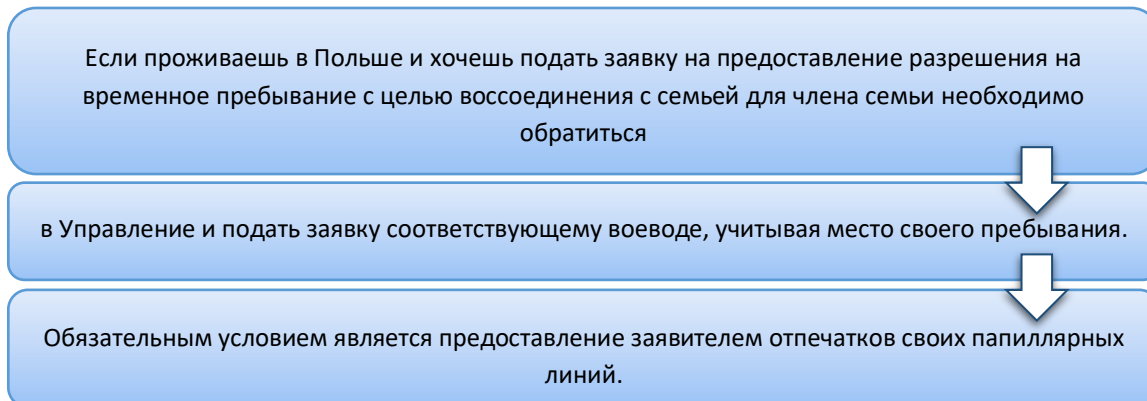 Если проживаешь в Польше и хочешь подать заявку на предоставление разрешения на
временное пребывание с целью воссоединения с семьей для члена семьи необходимо
обратиться
в Управление и подать заявку соответствующему воеводе, учитывая место своего пребывания.
Обязательным условием является предоставление заявителем отпечатков своих папиллярных
линий.